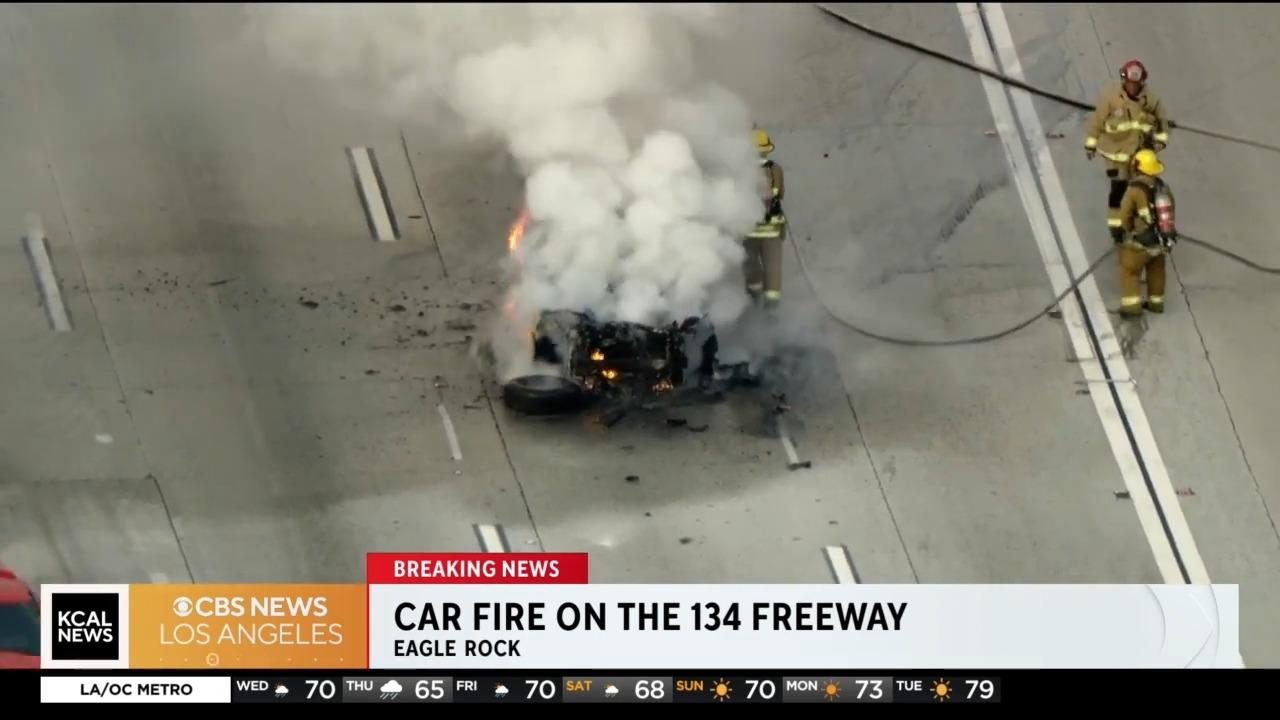 BREAKING NEWS
KCAL NEWS
CBS NEWS
LOS ANGELES
CAR FIRE ON THE 134 FREEWAY
EAGLE ROCK
LA/OC METRO WED 70 THU 65 FRI 70 SAT 68 SUN 70 MON 73 TUE 79